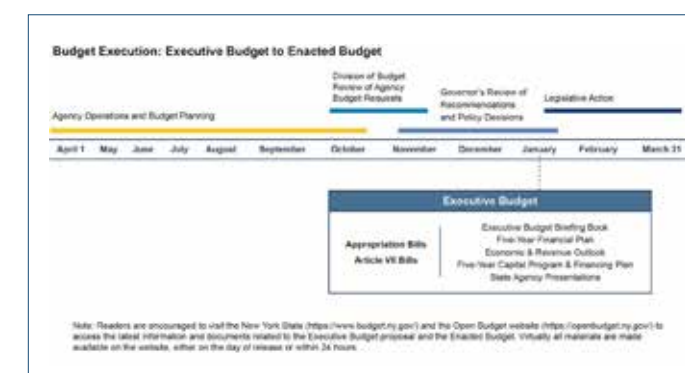 Budget Execution: Executive Budget to Enacted Budget
Division of Budget
Review of Agency
Budget Requests
Governor's Review of
Recommendations
and Policy Decisions
Legislative Action
Agency Operations and Budget Planning
April 1 May June July August September October November December January February March 31
Executive Budget
Appropriation Bills
Article VII Bills
Executive Budget Briefing Book
Five-Year Financial Plan
Economic & Revenue Outlook
Five-Year Capital Program & Financing Plan
State Agency Presentations
Note: Readers are encouraged to visit the New York State (https://www.budget.ny.gov/) and the Open Budget website (https://openbudget.ny.gov/) to
access the latest information and documents related to the Executive Budget proposal and the Enacted Budget. Virtually all materials are made
available on the website, either on the day of release or within 24 hours.